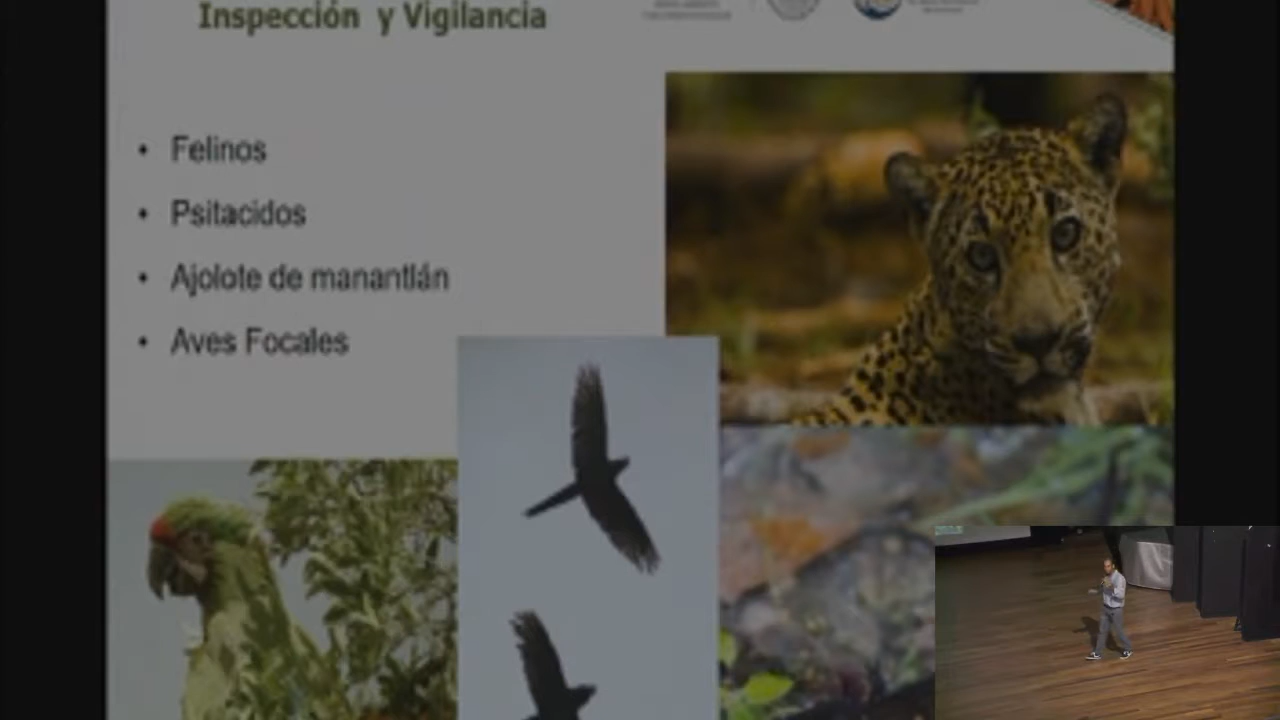 Inspección y Vigilancia
• Felinos
• Psitacidos
• Ajolote de manantlán
• Aves Focales